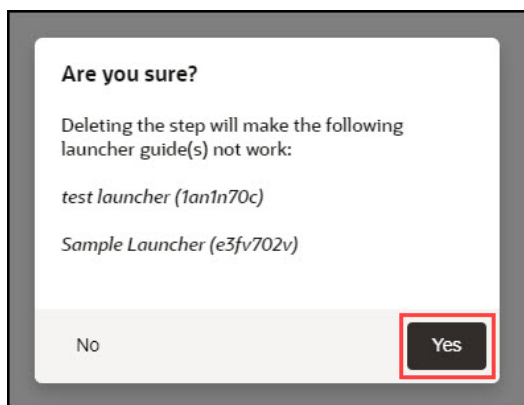 Are you sure?
Deleting the step will make the following
launcher guide(s) not work:
test launcher (1an1n70c)
Sample Launcher (e3fv702v)
No
Yes